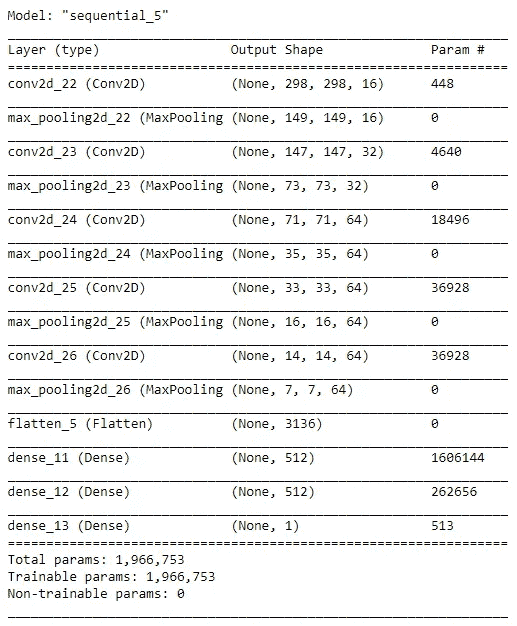 Model: "sequential_5"
Layer (type) Output Shape Param #
conv2d_22 (Conv2D) (None, 298, 298, 16) 448
max_pooling2d_22 (MaxPooling (None, 149, 149, 16) 0
conv2d_23 (Conv2D) (None, 147, 147, 32) 4640
max_pooling2d_23 (MaxPooling (None, 73, 73, 32) 0
conv2d_24 (Conv2D) (None, 71, 71, 64) 18496
max_pooling2d_24 (MaxPooling (None, 35, 35, 64) 0
conv2d_25 (Conv2D) (None, 33, 33, 64) 36928
max_pooling2d_25 (MaxPooling (None, 16, 16, 64) 0
conv2d_26 (Conv2D) (None, 14, 14, 64) 36928
max_pooling2d_26 (MaxPooling (None, 7, 7, 64) 0
flatten_5 (Flatten) (None, 3136) 0
dense_11 (Dense) (None, 512) 1606144
dense_12 (Dense) (None, 512) 262656
dense_13 (Dense) (None, 1) 513
Total params: 1,966,753
Trainable params: 1,966,753
Non-trainable params: 0